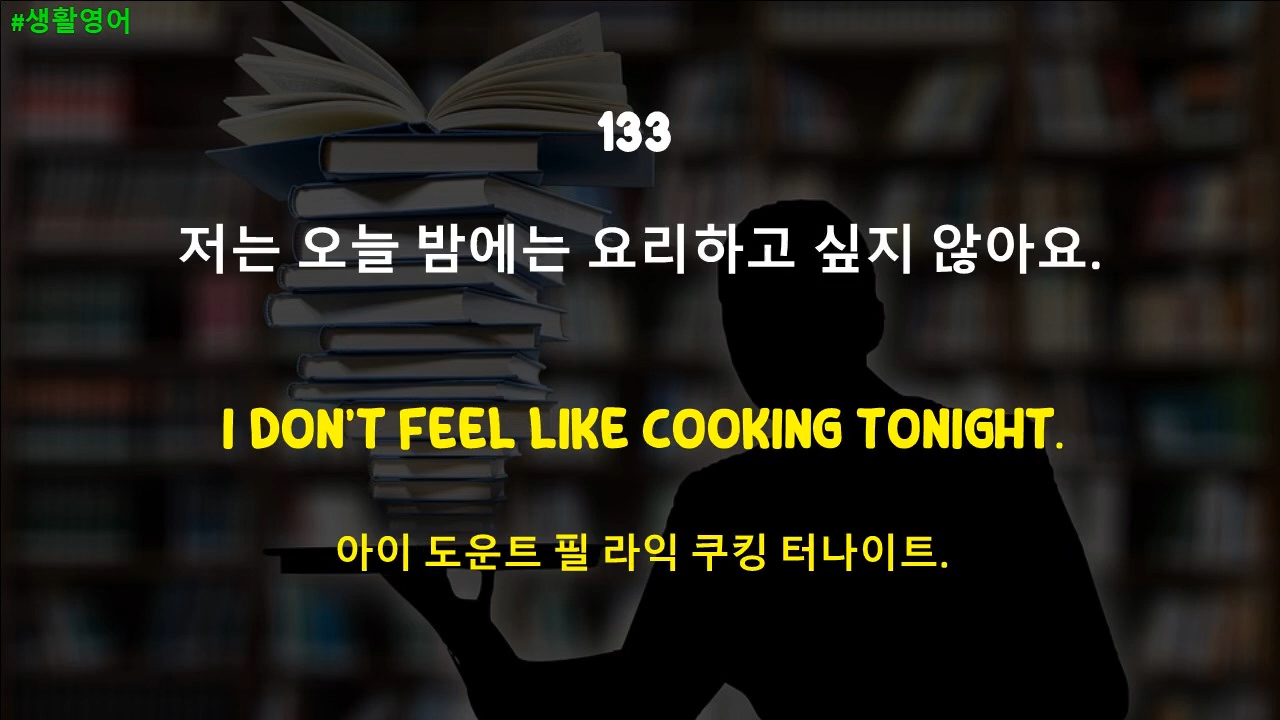 #생활영어
133
저는 오늘 밤에는 요리하고 싶지 않아요.
I DON'T FEEL LIKE COOKING TONIGHT.
아이 도운트 필 라익 쿠킹 터나이트.